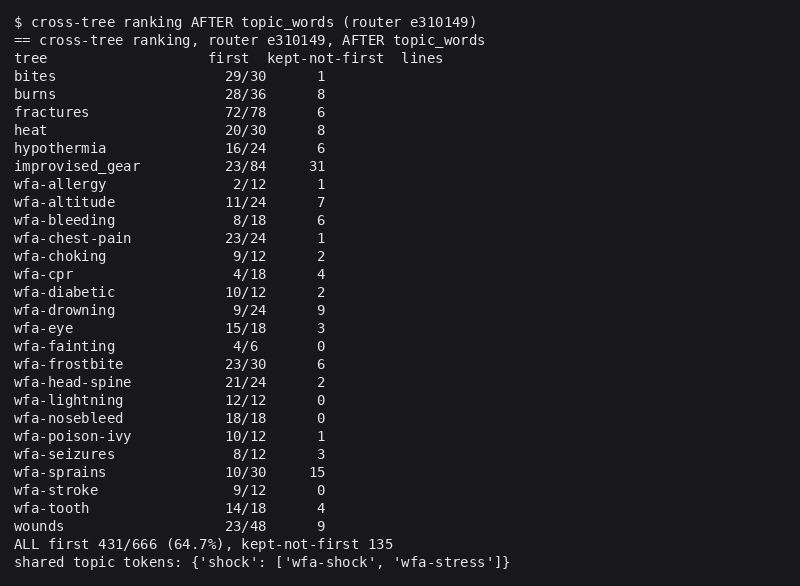 $ cross-tree ranking AFTER topic_words (router e310149)
== cross-tree ranking, router e310149, AFTER topic_words
tree                   first  kept-not-first  lines
bites                    29/30      1
burns                    28/36      8
fractures                72/78      6
heat                     20/30      8
hypothermia              16/24      6
improvised_gear          23/84     31
wfa-allergy               2/12      1
wfa-altitude             11/24      7
wfa-bleeding              8/18      6
wfa-chest-pain           23/24      1
wfa-choking               9/12      2
wfa-cpr                   4/18      4
wfa-diabetic             10/12      2
wfa-drowning              9/24      9
wfa-eye                  15/18      3
wfa-fainting              4/6       0
wfa-frostbite            23/30      6
wfa-head-spine           21/24      2
wfa-lightning            12/12      0
wfa-nosebleed            18/18      0
wfa-poison-ivy           10/12      1
wfa-seizures              8/12      3
wfa-sprains              10/30     15
wfa-stroke                9/12      0
wfa-tooth                14/18      4
wounds                   23/48      9
ALL first 431/666 (64.7%), kept-not-first 135
shared topic tokens: {'shock': ['wfa-shock', 'wfa-stress']}